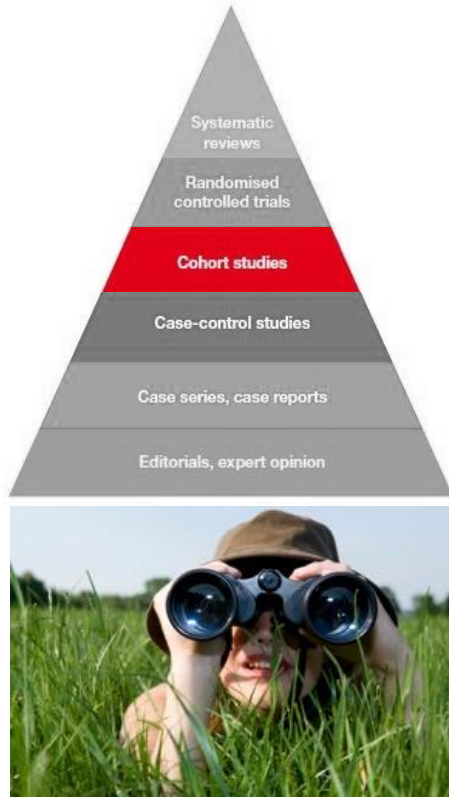 Systematic
reviews
Randomised
controlled trials
Cohort studies
Case-control studies
Case series, case reports
Editorials, expert opinion